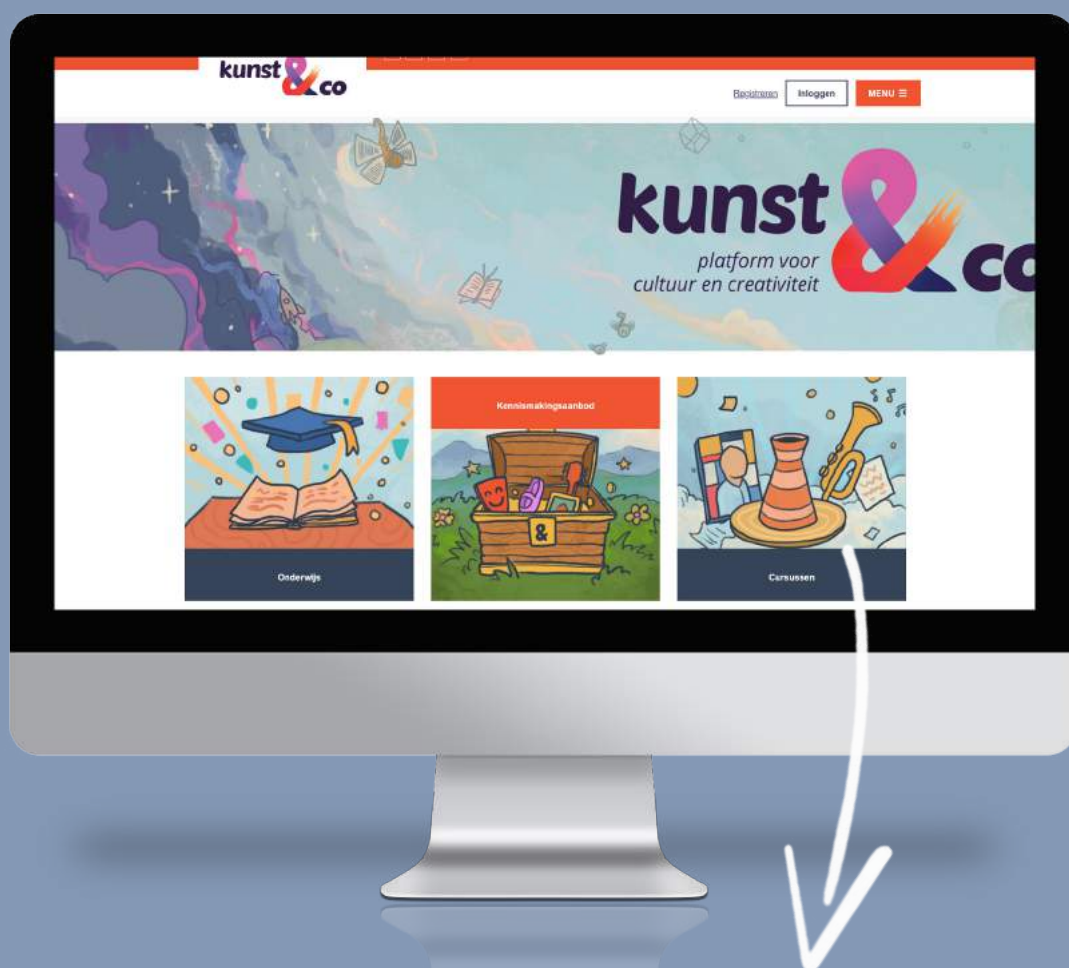 kunst & co
Registreren
Inloggen
MENU ☰
kunst & co
platform voor
cultuur en creativiteit
Kennismakingsaanbod
&
Onderwijs
Cursussen